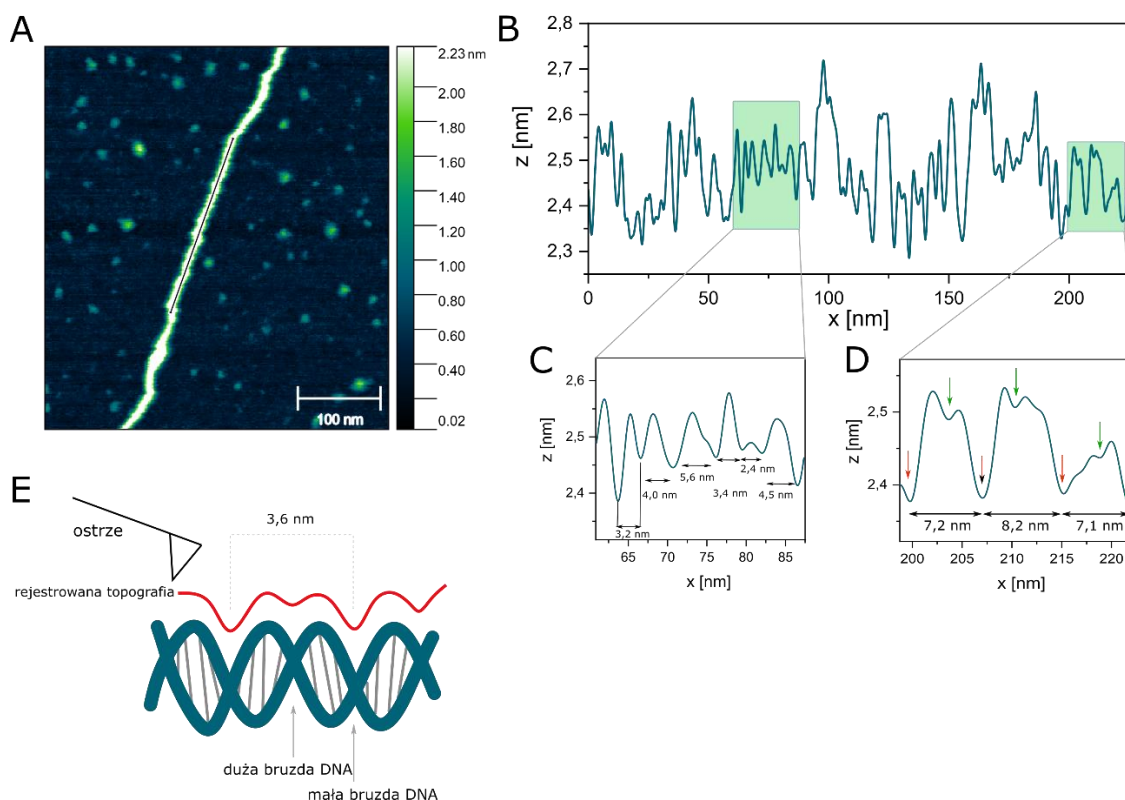 A
2.23 nm
2.00
1.80
1.60
1.40
1.20
1.00
0.80
0.60
0.40
0.02
100 nm
B
2,8
2,7
2,6
2,5
2,4
2,3
z [nm]
0
50
100
150
200
x [nm]
C
2,6
2,5
2,4
z [nm]
5,6 nm
2,4 nm
4,0 nm
3,4 nm
4,5 nm
3,2 nm
65
70
75
80
85
x [nm]
D
2,5
2,4
z [nm]
7,2 nm
8,2 nm
7,1 nm
200
205
210
215
220
x [nm]
E
ostrze
3,6 nm
rejestrowana topografia
duża bruzda DNA
mała bruzda DNA